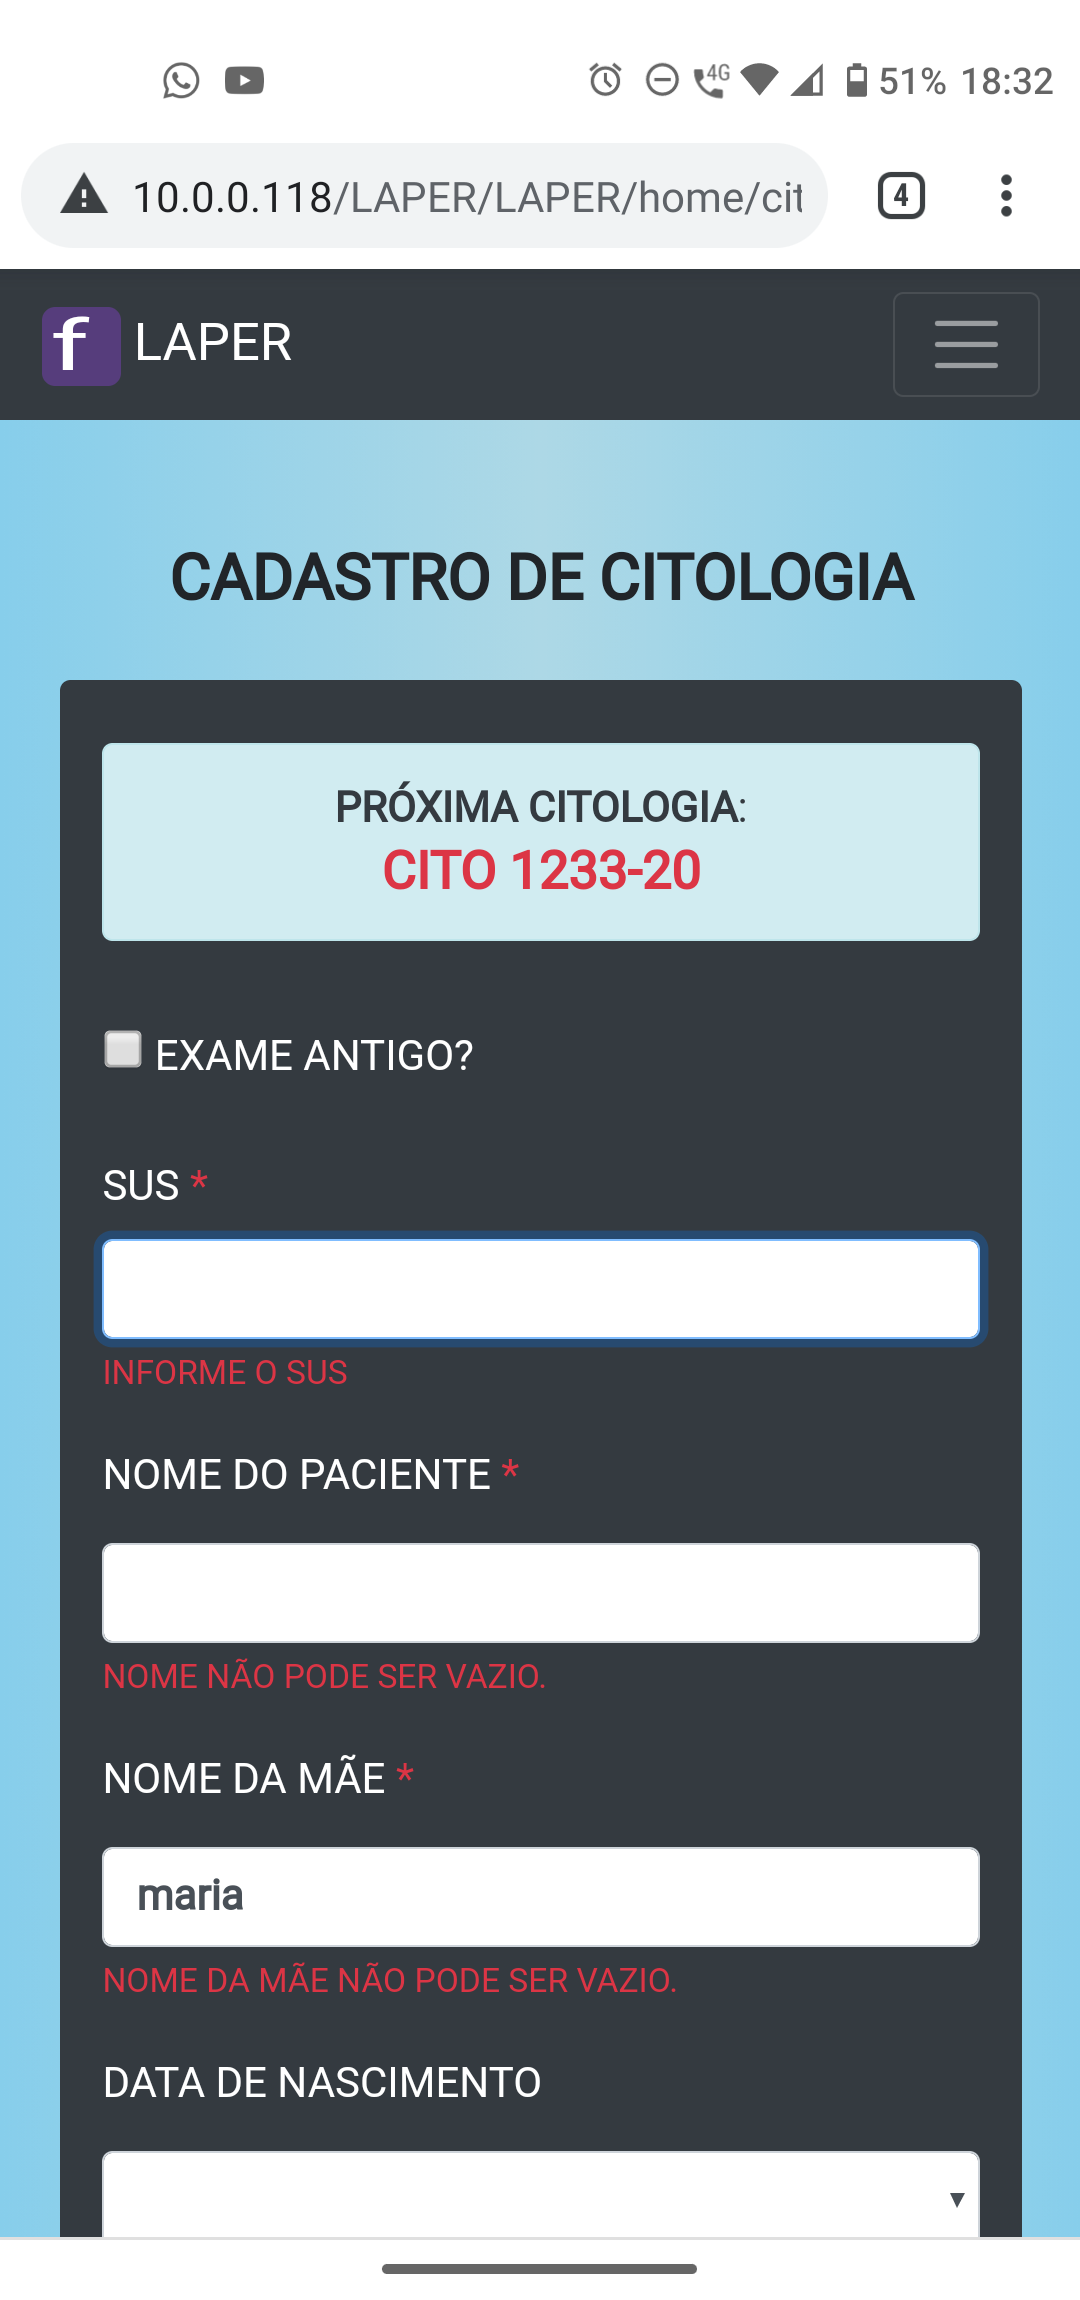 4G 51% 18:32
10.0.0.118/LAPER/LAPER/home/cit 4
f LAPER
CADASTRO DE CITOLOGIA
PRÓXIMA CITOLOGIA:
CITO 1233-20
EXAME ANTIGO?
SUS *
INFORME O SUS
NOME DO PACIENTE *
NOME NÃO PODE SER VAZIO.
NOME DA MÃE *
maria
NOME DA MÃE NÃO PODE SER VAZIO.
DATA DE NASCIMENTO